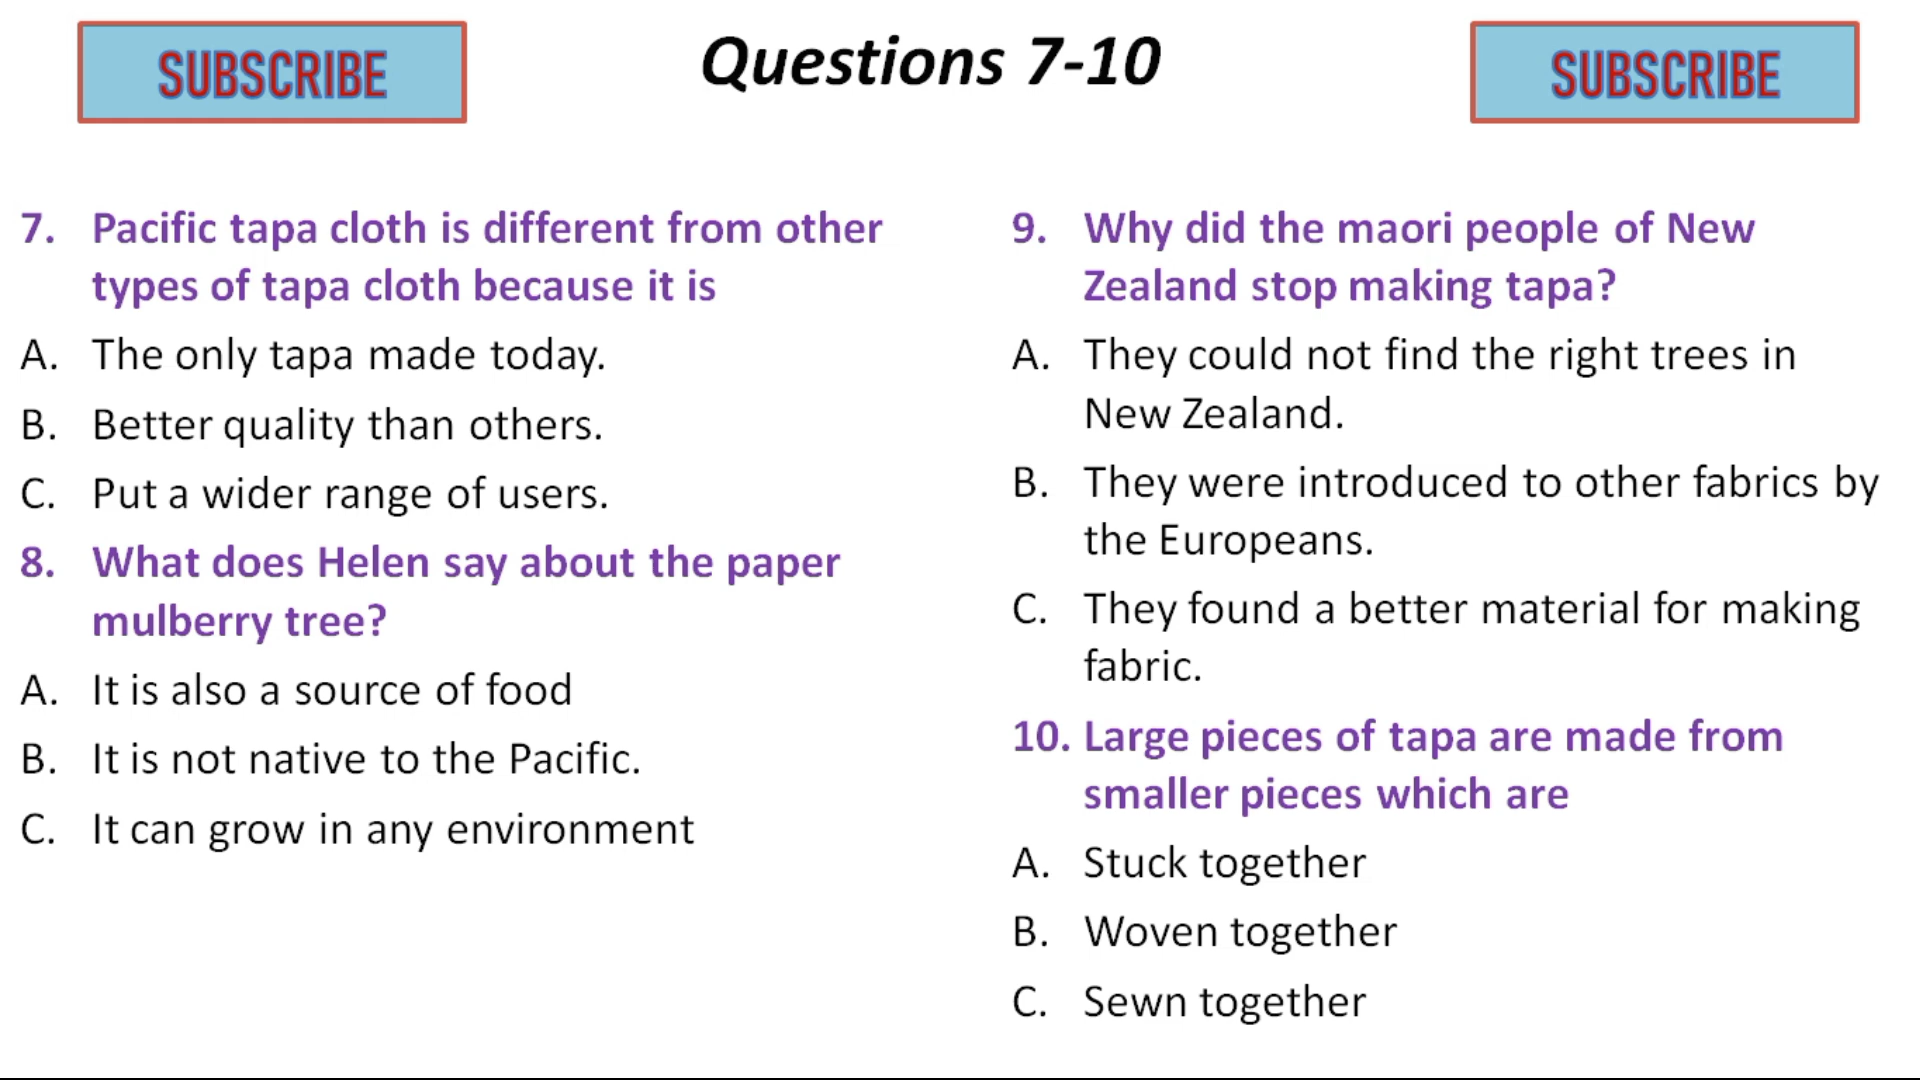 SUBSCRIBE
Questions 7-10
SUBSCRIBE
7. Pacific tapa cloth is different from other
types of tapa cloth because it is
A. The only tapa made today.
B. Better quality than others.
C. Put a wider range of users.
8. What does Helen say about the paper
mulberry tree?
A. It is also a source of food
B. It is not native to the Pacific.
C. It can grow in any environment
9. Why did the maori people of New
Zealand stop making tapa?
A. They could not find the right trees in
New Zealand.
B. They were introduced to other fabrics by
the Europeans.
C. They found a better material for making
fabric.
10. Large pieces of tapa are made from
smaller pieces which are
A. Stuck together
B. Woven together
C. Sewn together